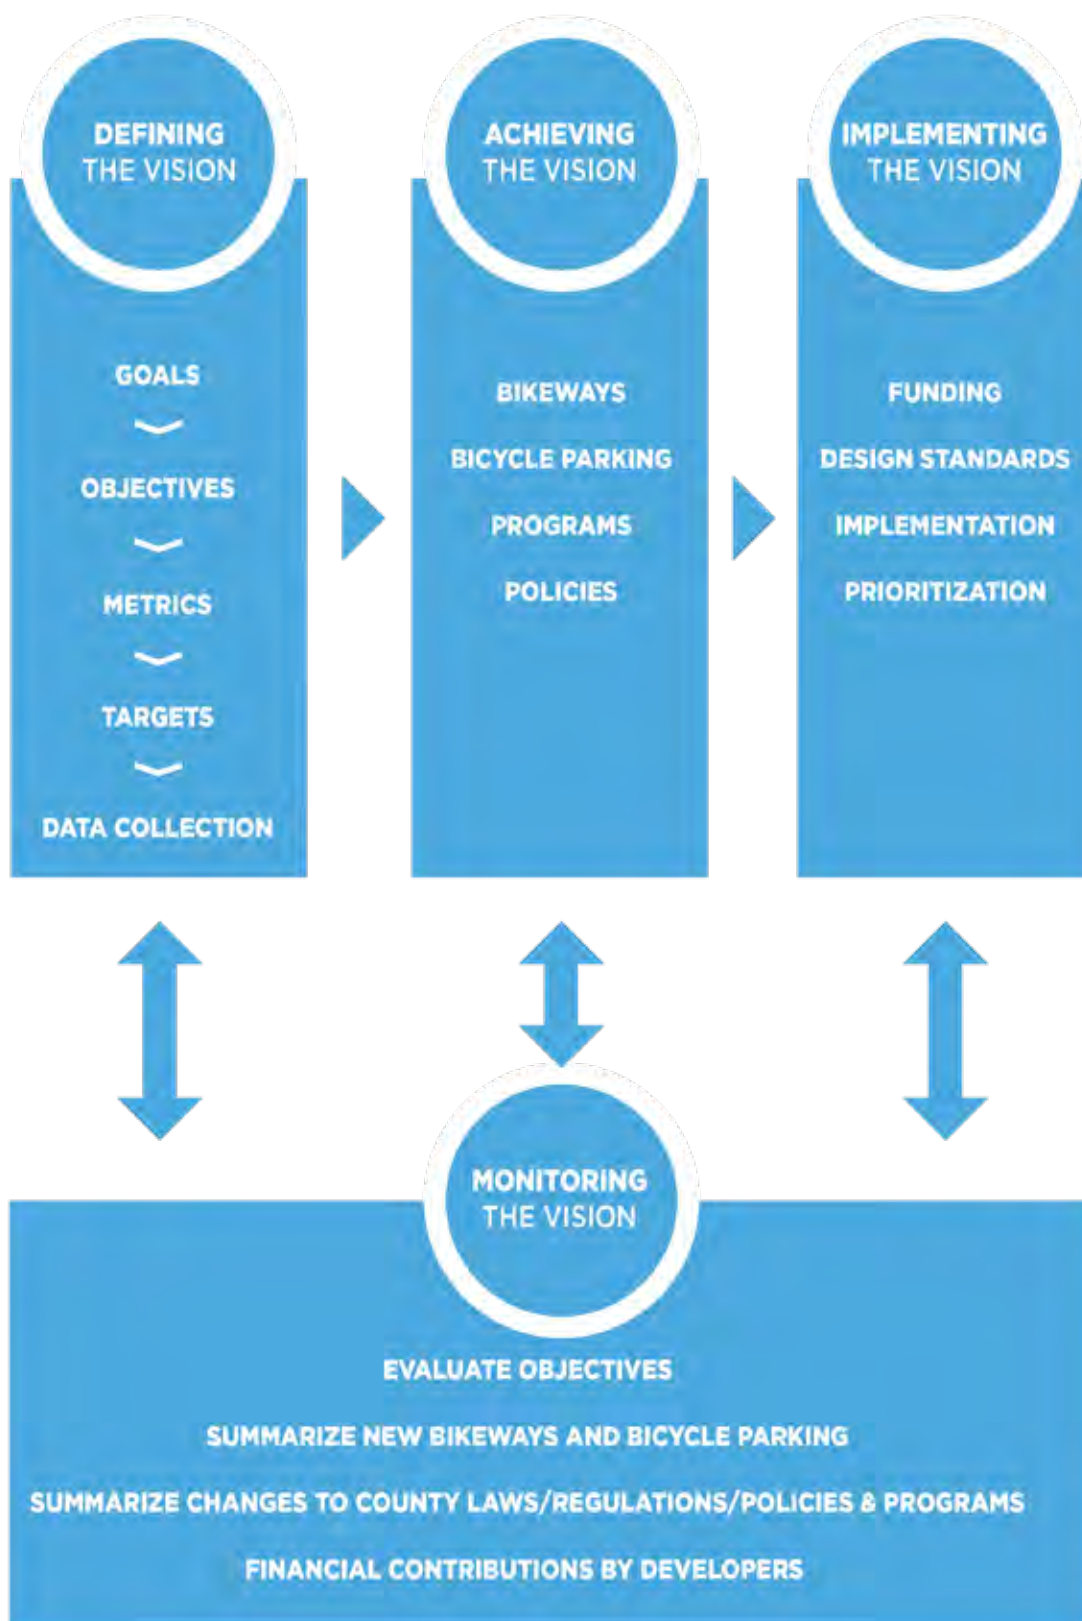 DEFINING
THE VISION
GOALS
OBJECTIVES
METRICS
TARGETS
DATA COLLECTION
ACHIEVING
THE VISION
BIKEWAYS
BICYCLE PARKING
PROGRAMS
POLICIES
IMPLEMENTING
THE VISION
FUNDING
DESIGN STANDARDS
IMPLEMENTATION
PRIORITIZATION
MONITORING
THE VISION
EVALUATE OBJECTIVES
SUMMARIZE NEW BIKEWAYS AND BICYCLE PARKING
SUMMARIZE CHANGES TO COUNTY LAWS/REGULATIONS/POLICIES & PROGRAMS
FINANCIAL CONTRIBUTIONS BY DEVELOPERS